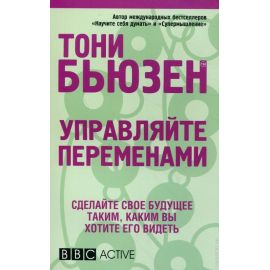 Автор международных бестселлеров
«Научите себя думать» и «Супермышление»
ТОНИ
БЬЮЗЕН
УПРАВЛЯЙТЕ
ПЕРЕМЕНАМИ
СДЕЛАЙТЕ СВОЕ БУДУЩЕЕ
ТАКИМ, КАКИМ ВЫ
ХОТИТЕ ЕГО ВИДЕТЬ
BBC ACTIVE